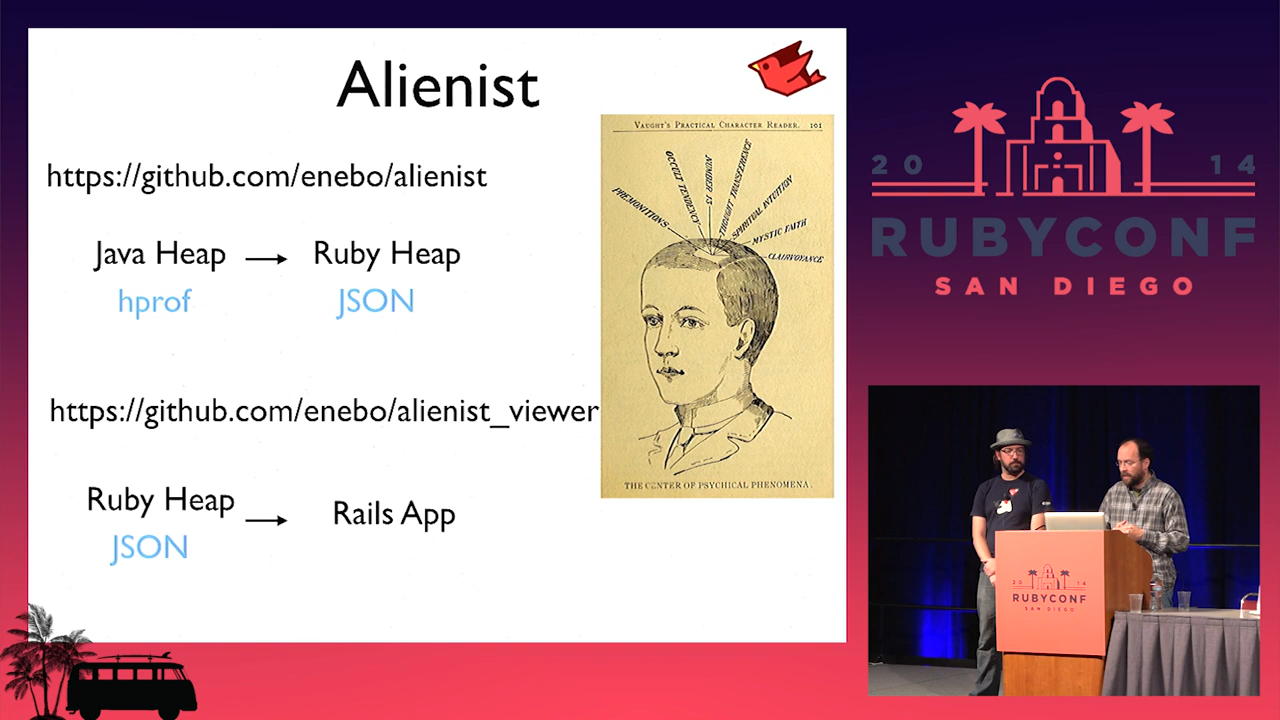 Alienist
https://github.com/enebo/alienist
Java Heap → Ruby Heap
hprof JSON
https://github.com/enebo/alienist_viewer
Ruby Heap → Rails App
JSON
VAUGHT'S PRACTICAL CHARACTER READER. 101
PREMONITIONS
OCCULT TENDENCY
NUMBER 13
THOUGHT TRANSFERENCE
SPIRITUAL INTUITION
MYSTIC FAITH
CLAIRVOYANCE
THE CENTER OF PSYCHICAL PHENOMENA.
20 14
RUBYCONF
SAN DIEGO
20 14
RUBYCONF
SAN DIEGO